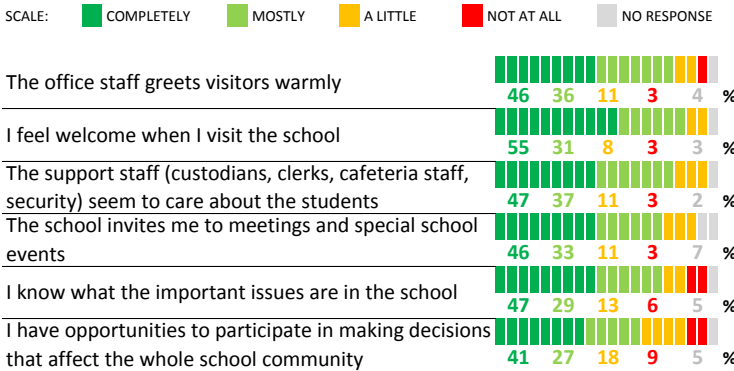 SCALE: COMPLETELY MOSTLY A LITTLE NOT AT ALL NO RESPONSE
The office staff greets visitors warmly
46 36 11 3 4 %
I feel welcome when I visit the school
55 31 8 3 3 %
The support staff (custodians, clerks, cafeteria staff,
security) seem to care about the students
47 37 11 3 2 %
The school invites me to meetings and special school
events
46 33 11 3 7 %
I know what the important issues are in the school
47 29 13 6 5 %
I have opportunities to participate in making decisions
that affect the whole school community
41 27 18 9 5 %